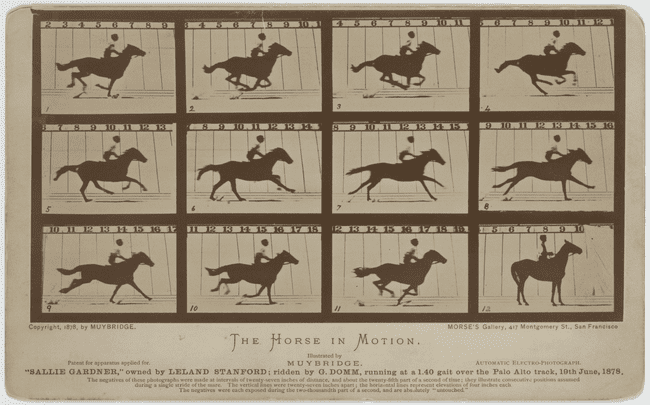 2 3 4 5 6 7 8 9
3 4 5 6 7 8 9 10
3 4 5 6 7 8 9 10 11
5 6 7 8 9 10 11 12
1
2
3
4
6 7 8 9 10 11 12 13
8 9 10 11 12 13 14
7 8 9 10 11 12 13 14 15
9 10 11 12 13 14 15 16
5
6
7
8
10 11 12 13 14 15 16 17
11 12 13 14 15 16 17 18
12 13 14 15 16 17 18
5 6 7 8 9 10
9
10
11
12
Copyright, 1878, by MUYBRIDGE.
MORSE'S Gallery, 417 Montgomery St., San Francisco
THE HORSE IN MOTION.
Illustrated by
Patent for apparatus applied for.
MUYBRIDGE.
AUTOMATIC ELECTRO-PHOTOGRAPH.
"SALLIE GARDNER," owned by LELAND STANFORD; ridden by G. DOMM, running at a 1.40 gait over the Palo Alto track, 19th June, 1878.
The negatives of these photographs were made at intervals of twenty-seven inches of distance, and about the twenty-fifth part of a second of time; they illustrate consecutive positions assumed
during a single stride of the mare. The vertical lines were twenty-seven inches apart; the horizontal lines represent elevations of four inches each.
The negatives were each exposed during the two-thousandth part of a second, and are absolutely "untouched."